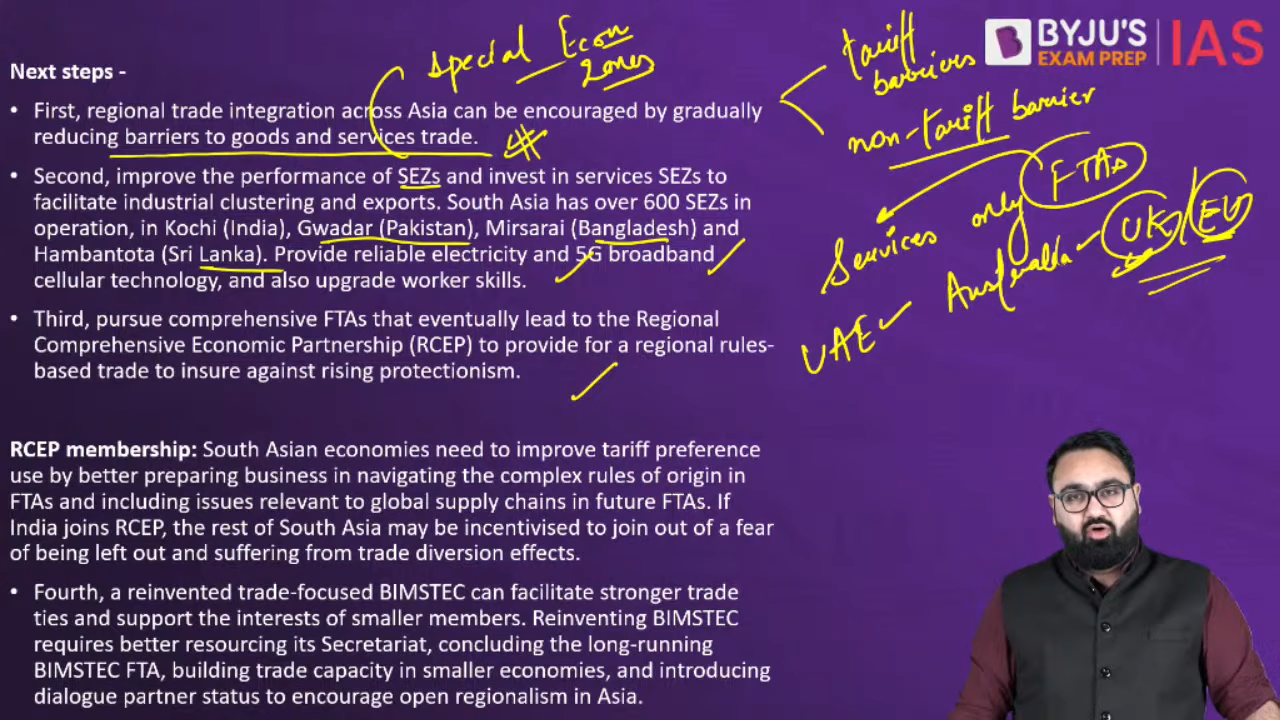 Next steps -
• First, regional trade integration across Asia can be encouraged by gradually
reducing barriers to goods and services trade.
• Second, improve the performance of SEZs and invest in services SEZs to
facilitate industrial clustering and exports. South Asia has over 600 SEZs in
operation, in Kochi (India), Gwadar (Pakistan), Mirsarai (Bangladesh) and
Hambantota (Sri Lanka). Provide reliable electricity and 5G broadband
cellular technology, and also upgrade worker skills.
• Third, pursue comprehensive FTAs that eventually lead to the Regional
Comprehensive Economic Partnership (RCEP) to provide for a regional rules-
based trade to insure against rising protectionism.
RCEP membership: South Asian economies need to improve tariff preference
use by better preparing business in navigating the complex rules of origin in
FTAs and including issues relevant to global supply chains in future FTAs. If
India joins RCEP, the rest of South Asia may be incentivised to join out of a fear
of being left out and suffering from trade diversion effects.
• Fourth, a reinvented trade-focused BIMSTEC can facilitate stronger trade
ties and support the interests of smaller members. Reinventing BIMSTEC
requires better resourcing its Secretariat, concluding the long-running
BIMSTEC FTA, building trade capacity in smaller economies, and introducing
dialogue partner status to encourage open regionalism in Asia.
Special Econ
Zones
tariff
barriers
non-tariff barrier
FTAs
Services only
UAE
Australia
UK/EU
BYJU'S
EXAM PREP
IAS